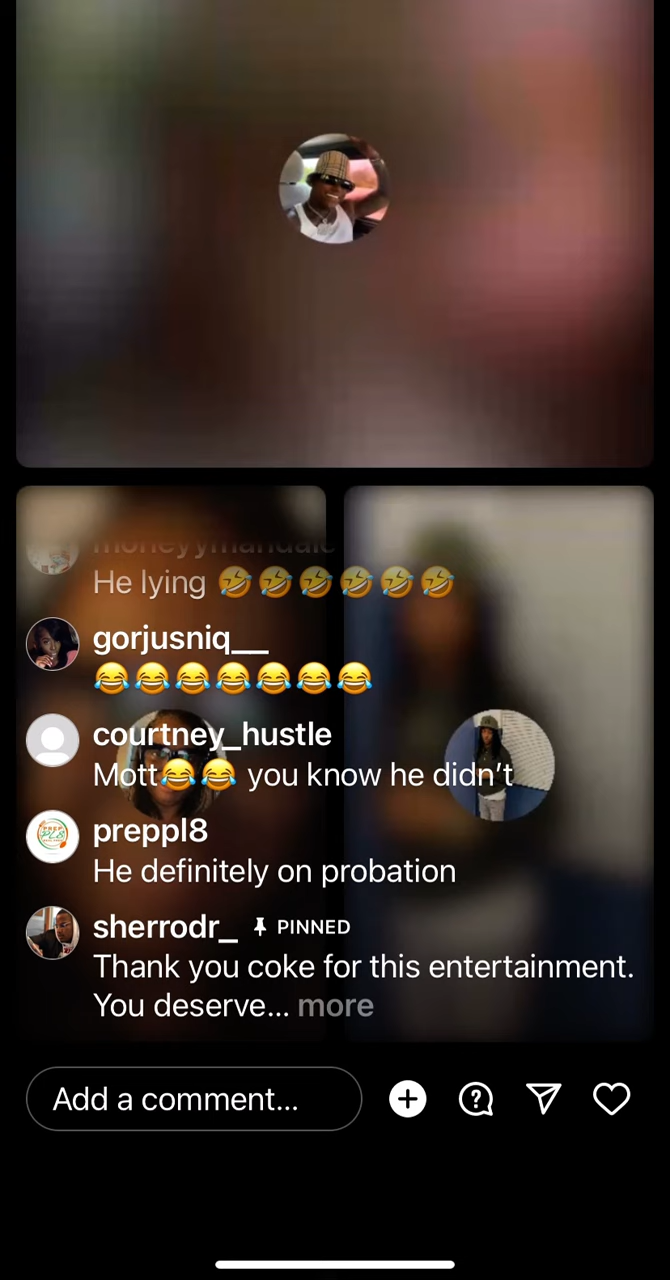 He lying 🤣🤣🤣🤣🤣🤣
gorjusniq__
😂😂😂😂😂😂😂
courtney_hustle
Mott😂😂 you know he didn't
preppl8
He definitely on probation
sherrodr_ PINNED
Thank you coke for this entertainment.
You deserve... more
Add a comment...